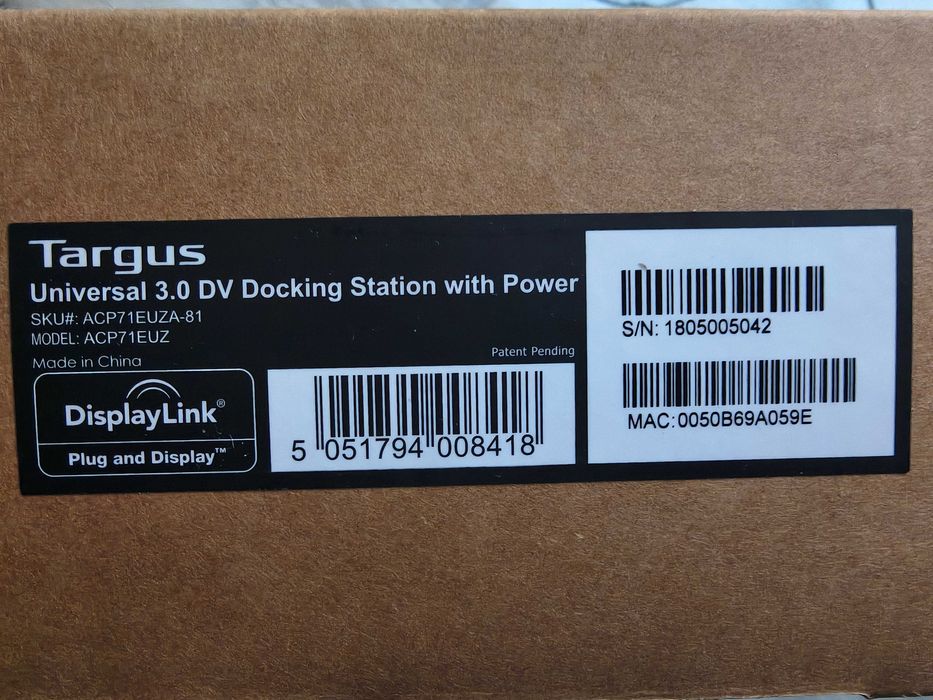 Targus
Universal 3.0 DV Docking Station with Power
SKU#: ACP71EUZA-81
MODEL: ACP71EUZ
Made in China
Patent Pending
DisplayLink®
Plug and Display™
5 051794 008418
S/N: 1805005042
MAC:0050B69A059E